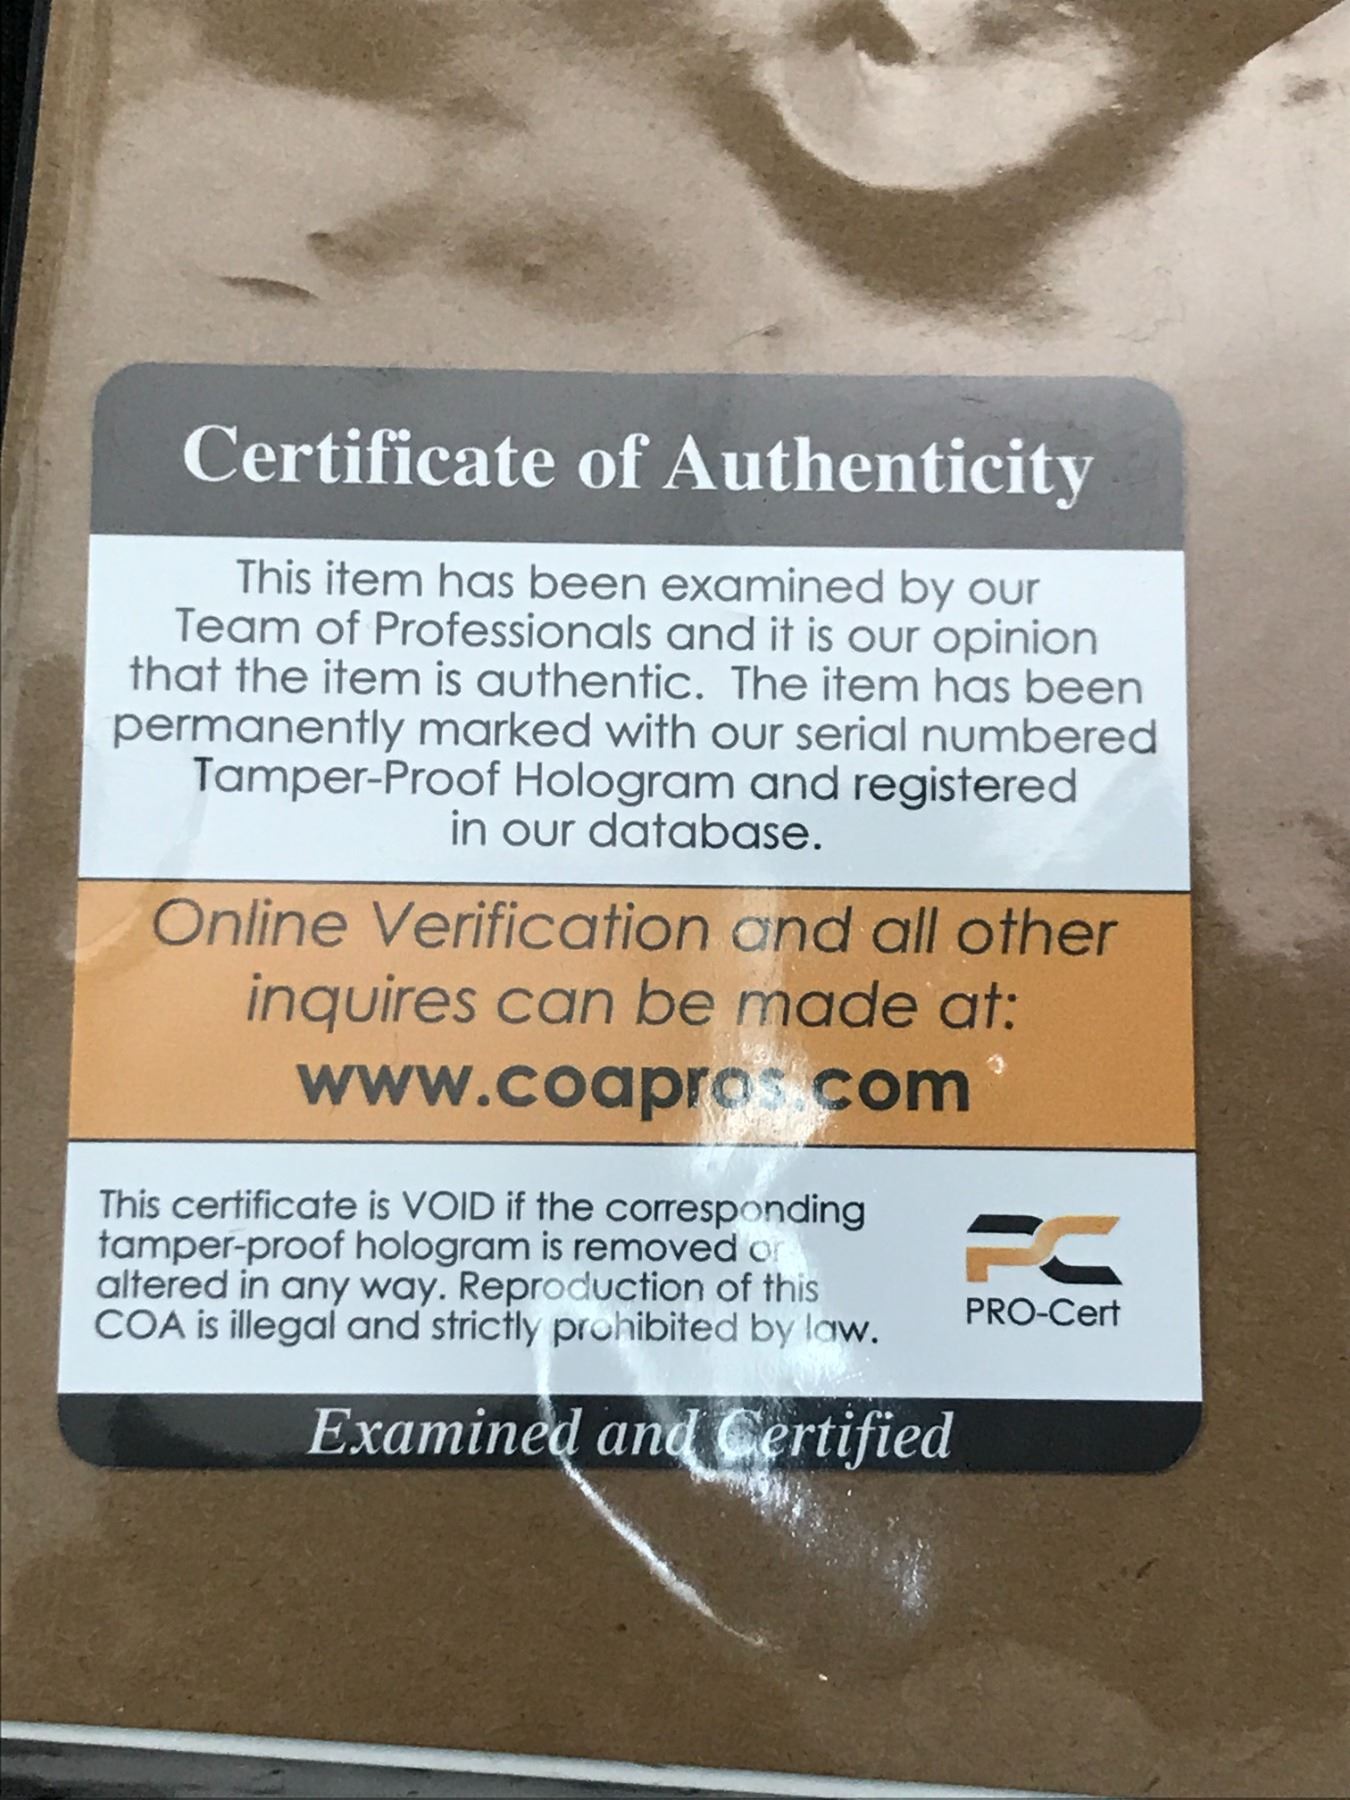 Certificate of Authenticity
This item has been examined by our
Team of Professionals and it is our opinion
that the item is authentic. The item has been
permanently marked with our serial numbered
Tamper-Proof Hologram and registered
in our database.
Online Verification and all other
inquires can be made at:
www.coapros.com
This certificate is VOID if the corresponding
tamper-proof hologram is removed or
altered in any way. Reproduction of this
COA is illegal and strictly prohibited by law.
PC
PRO-Cert
Examined and Certified